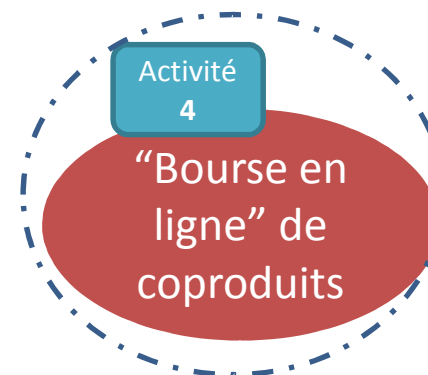 Activité
4
“Bourse en
ligne” de
coproduits